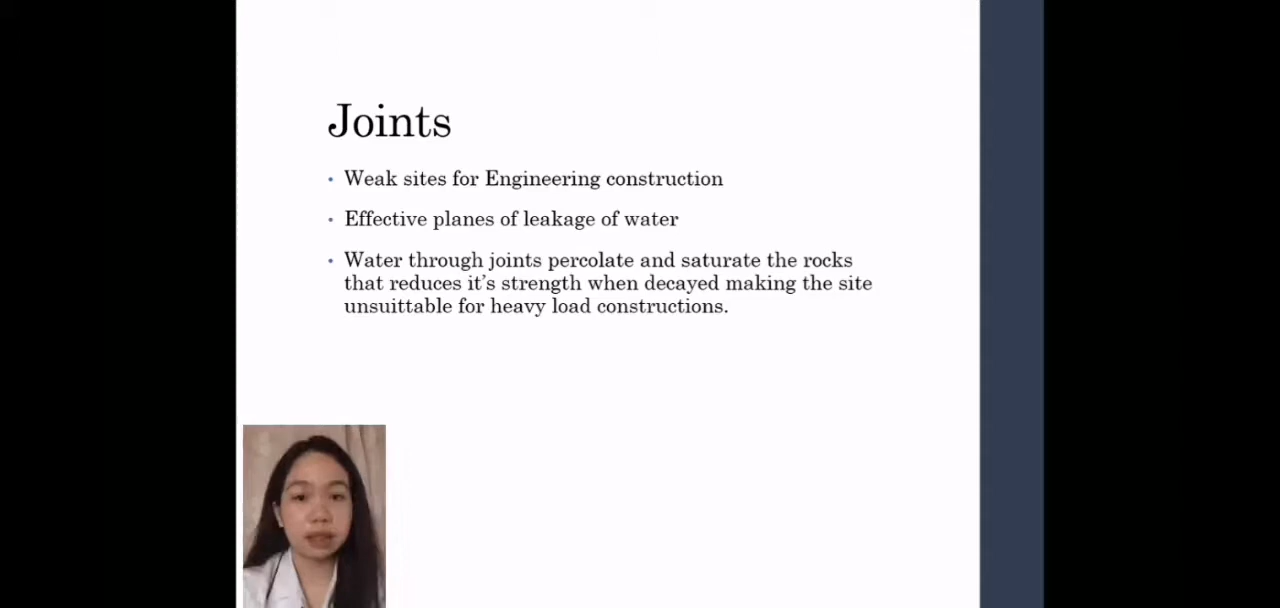 Joints
• Weak sites for Engineering construction
• Effective planes of leakage of water
• Water through joints percolate and saturate the rocks
that reduces it's strength when decayed making the site
unsuittable for heavy load constructions.